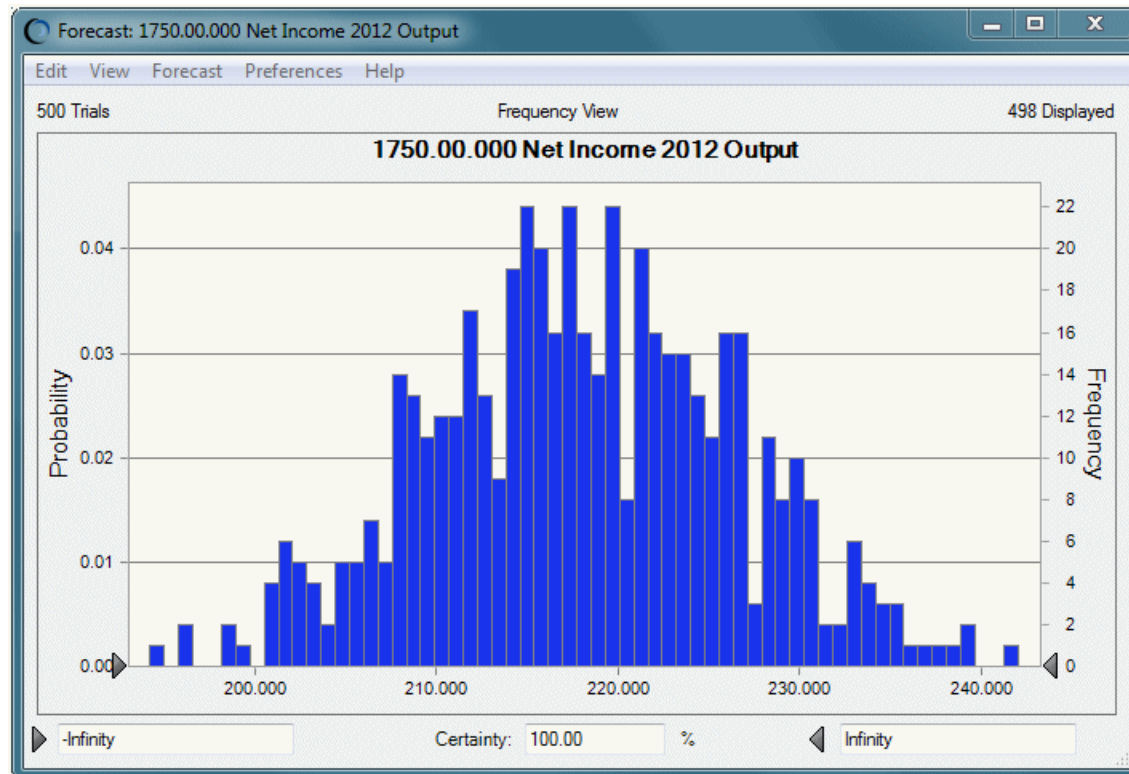 Forecast: 1750.00.000 Net Income 2012 Output
Edit View Forecast Preferences Help
500 Trials Frequency View 498 Displayed
1750.00.000 Net Income 2012 Output
Probability
0.04
0.03
0.02
0.01
0.00
22
20
18
16
14
12
10
8
6
4
2
0
Frequency
200.000 210.000 220.000 230.000 240.000
-Infinity Certainty: 100.00 % Infinity